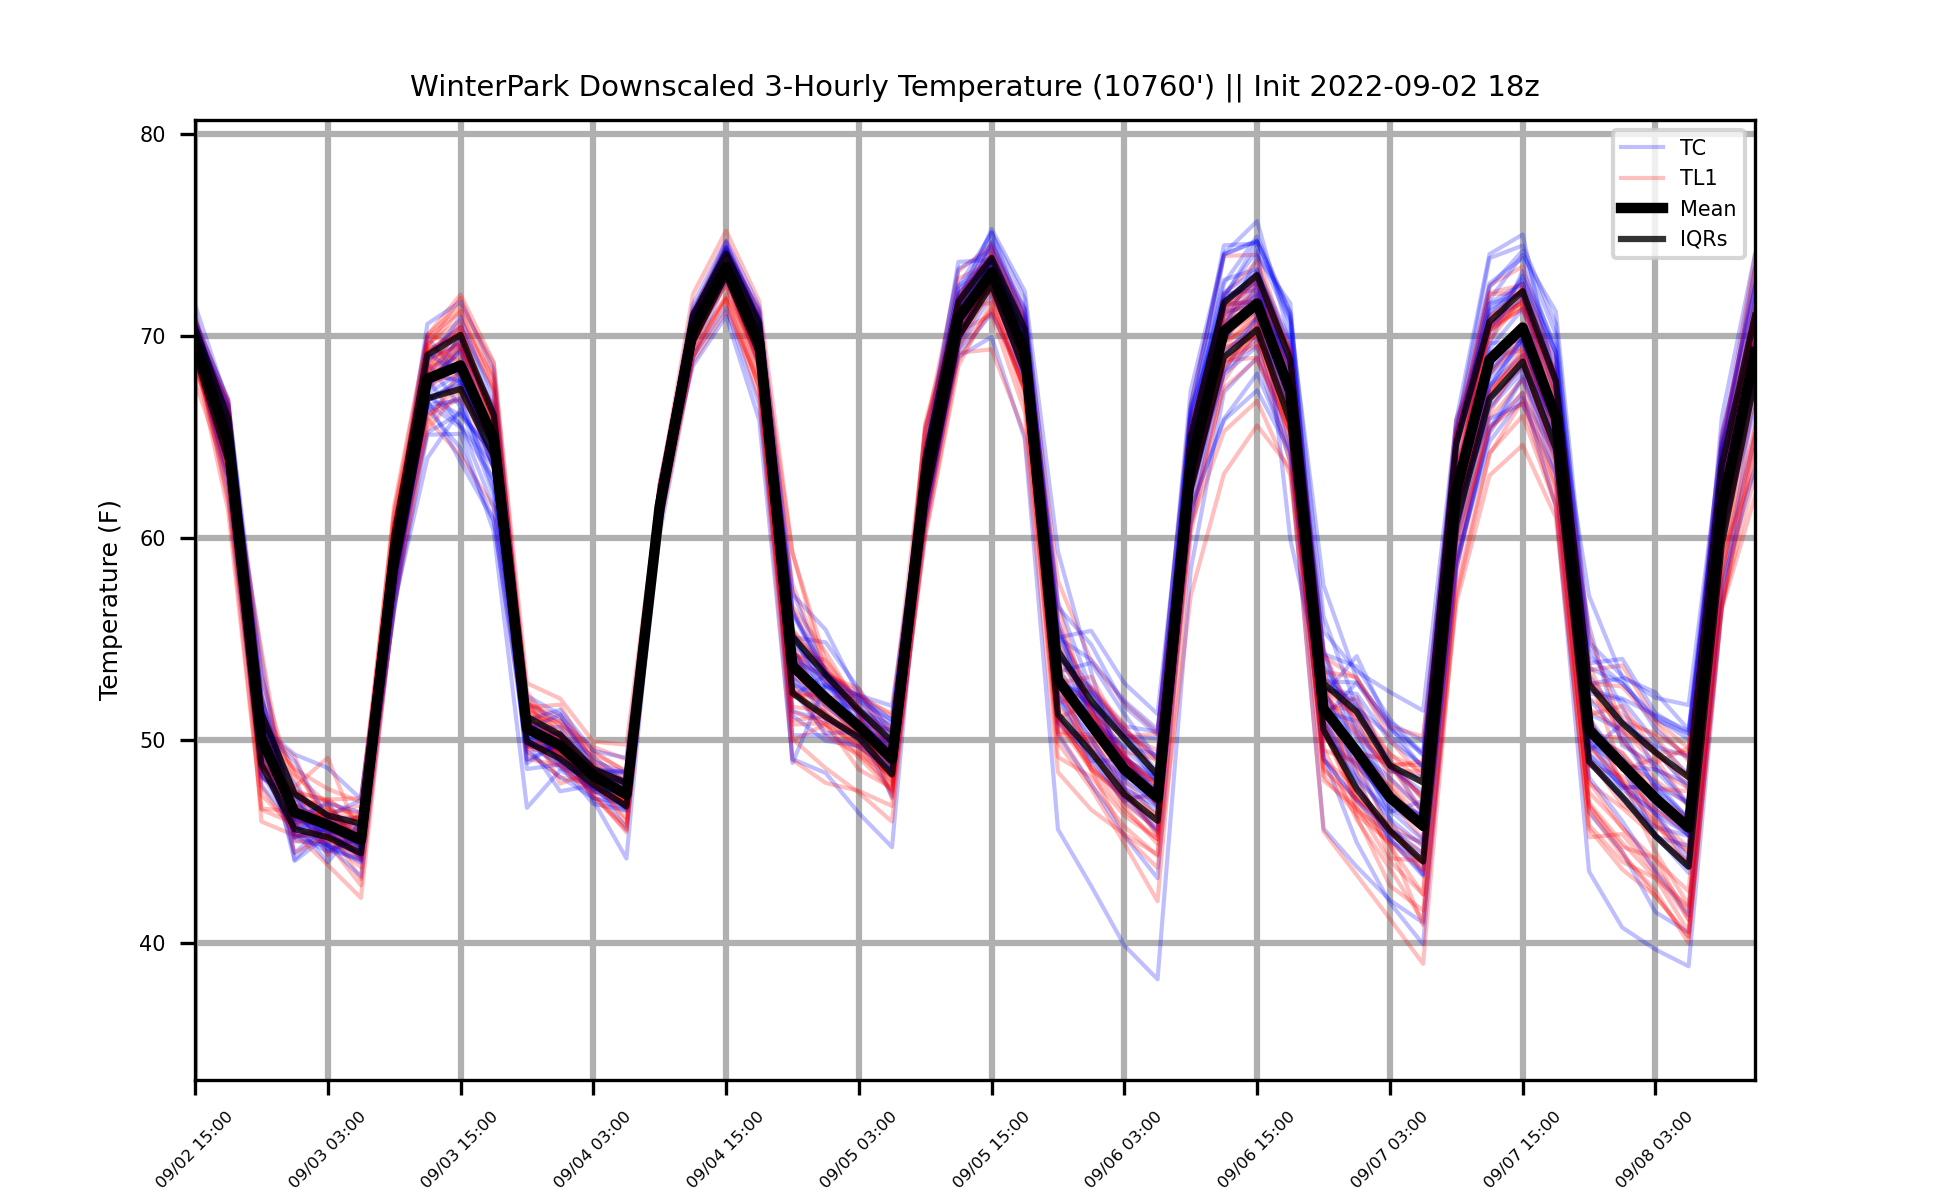 WinterPark Downscaled 3-Hourly Temperature (10760') || Init 2022-09-02 18z
80
70
60
50
40
Temperature (F)
TC
TL1
Mean
IQRs
09/02 15:00
09/03 03:00
09/03 15:00
09/04 03:00
09/04 15:00
09/05 03:00
09/05 15:00
09/06 03:00
09/06 15:00
09/07 03:00
09/07 15:00
09/08 03:00